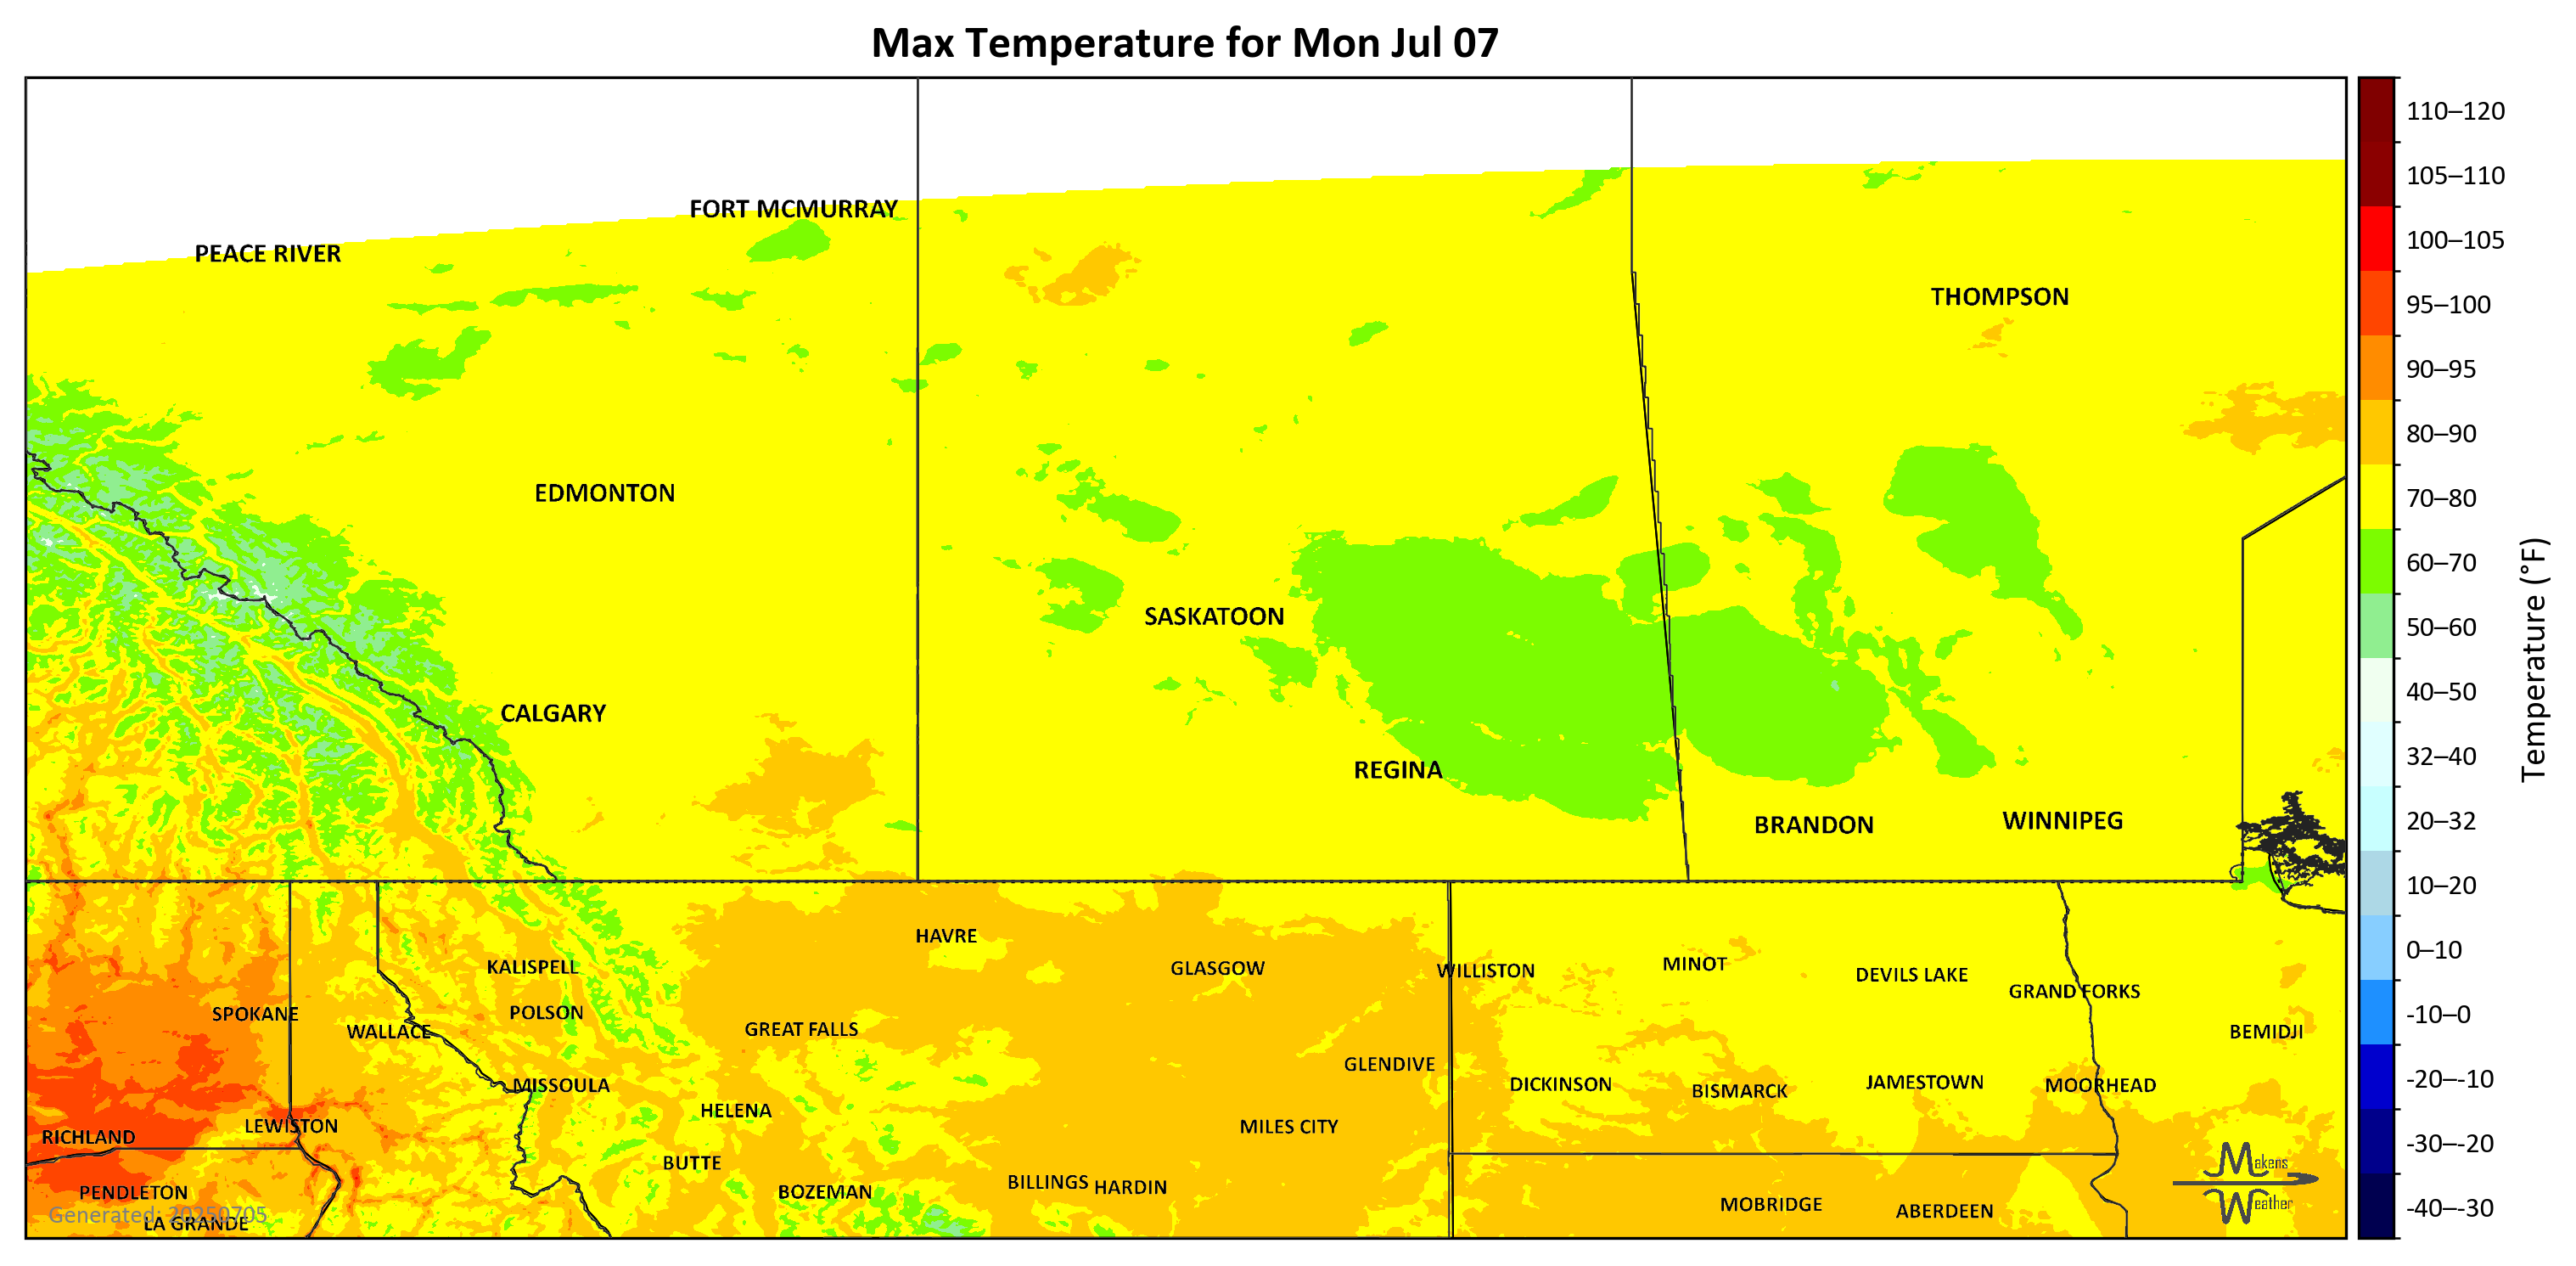 Max Temperature for Mon Jul 07
FORT MCMURRAY
PEACE RIVER
THOMPSON
EDMONTON
SASKATOON
CALGARY
REGINA
BRANDON
WINNIPEG
HAVRE
KALISPELL
GLASGOW
WILLISTON
MINOT
DEVILS LAKE
GRAND FORKS
SPOKANE
POLSON
WALLACE
GREAT FALLS
BEMIDJI
GLENDIVE
MISSOULA
DICKINSON
BISMARCK
JAMESTOWN
MOORHEAD
HELENA
LEWISTON
MILES CITY
RICHLAND
BUTTE
BILLINGS
HARDIN
PENDLETON
BOZEMAN
MOBRIDGE
ABERDEEN
Generated: 20250705
LA GRANDE
Makens
Weather
110–120
105–110
100–105
95–100
90–95
80–90
70–80
60–70
50–60
40–50
32–40
20–32
10–20
0–10
-10–0
-20–-10
-30–-20
-40–-30
Temperature (°F)